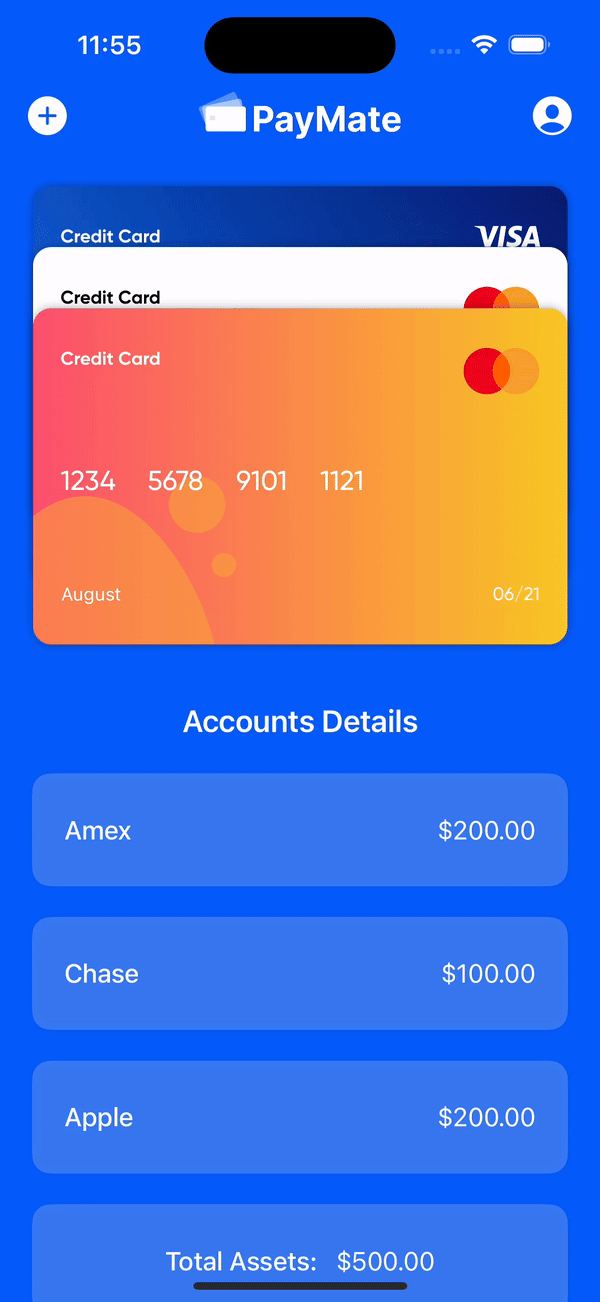 11:55
PayMate
Credit Card VISA
Credit Card
Credit Card
1234 5678 9101 1121
August 06/21
Accounts Details
Amex $200.00
Chase $100.00
Apple $200.00
Total Assets: $500.00